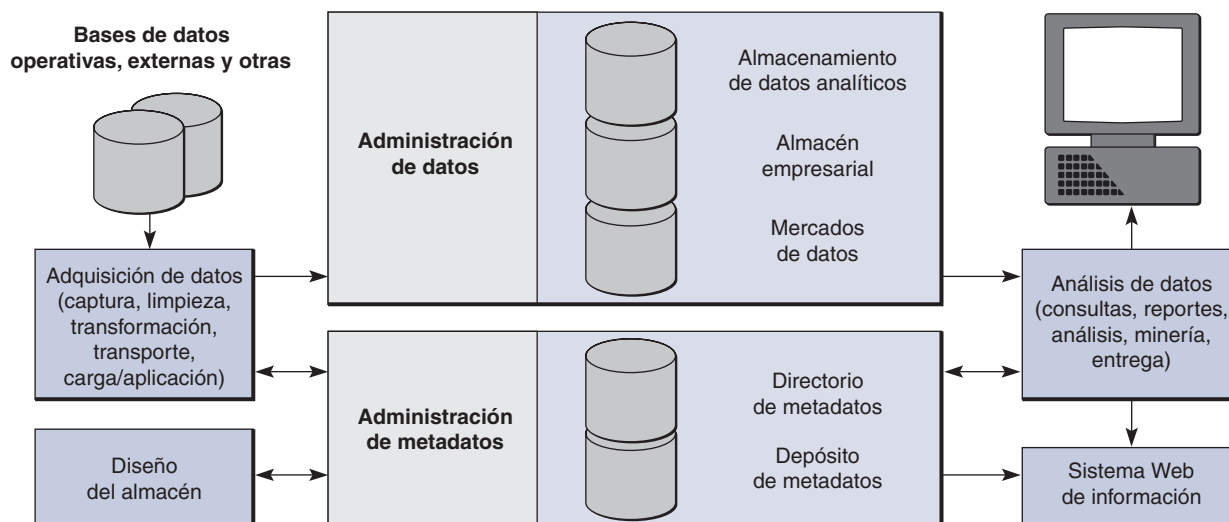 Bases de datos
operativas, externas y otras
Adquisición de datos
(captura, limpieza,
transformación,
transporte,
carga/aplicación)
Diseño
del almacén
Administración
de datos
Almacenamiento
de datos analíticos
Almacén
empresarial
Mercados
de datos
Administración
de metadatos
Directorio
de metadatos
Depósito
de metadatos
Análisis de datos
(consultas, reportes,
análisis, minería,
entrega)
Sistema Web
de información